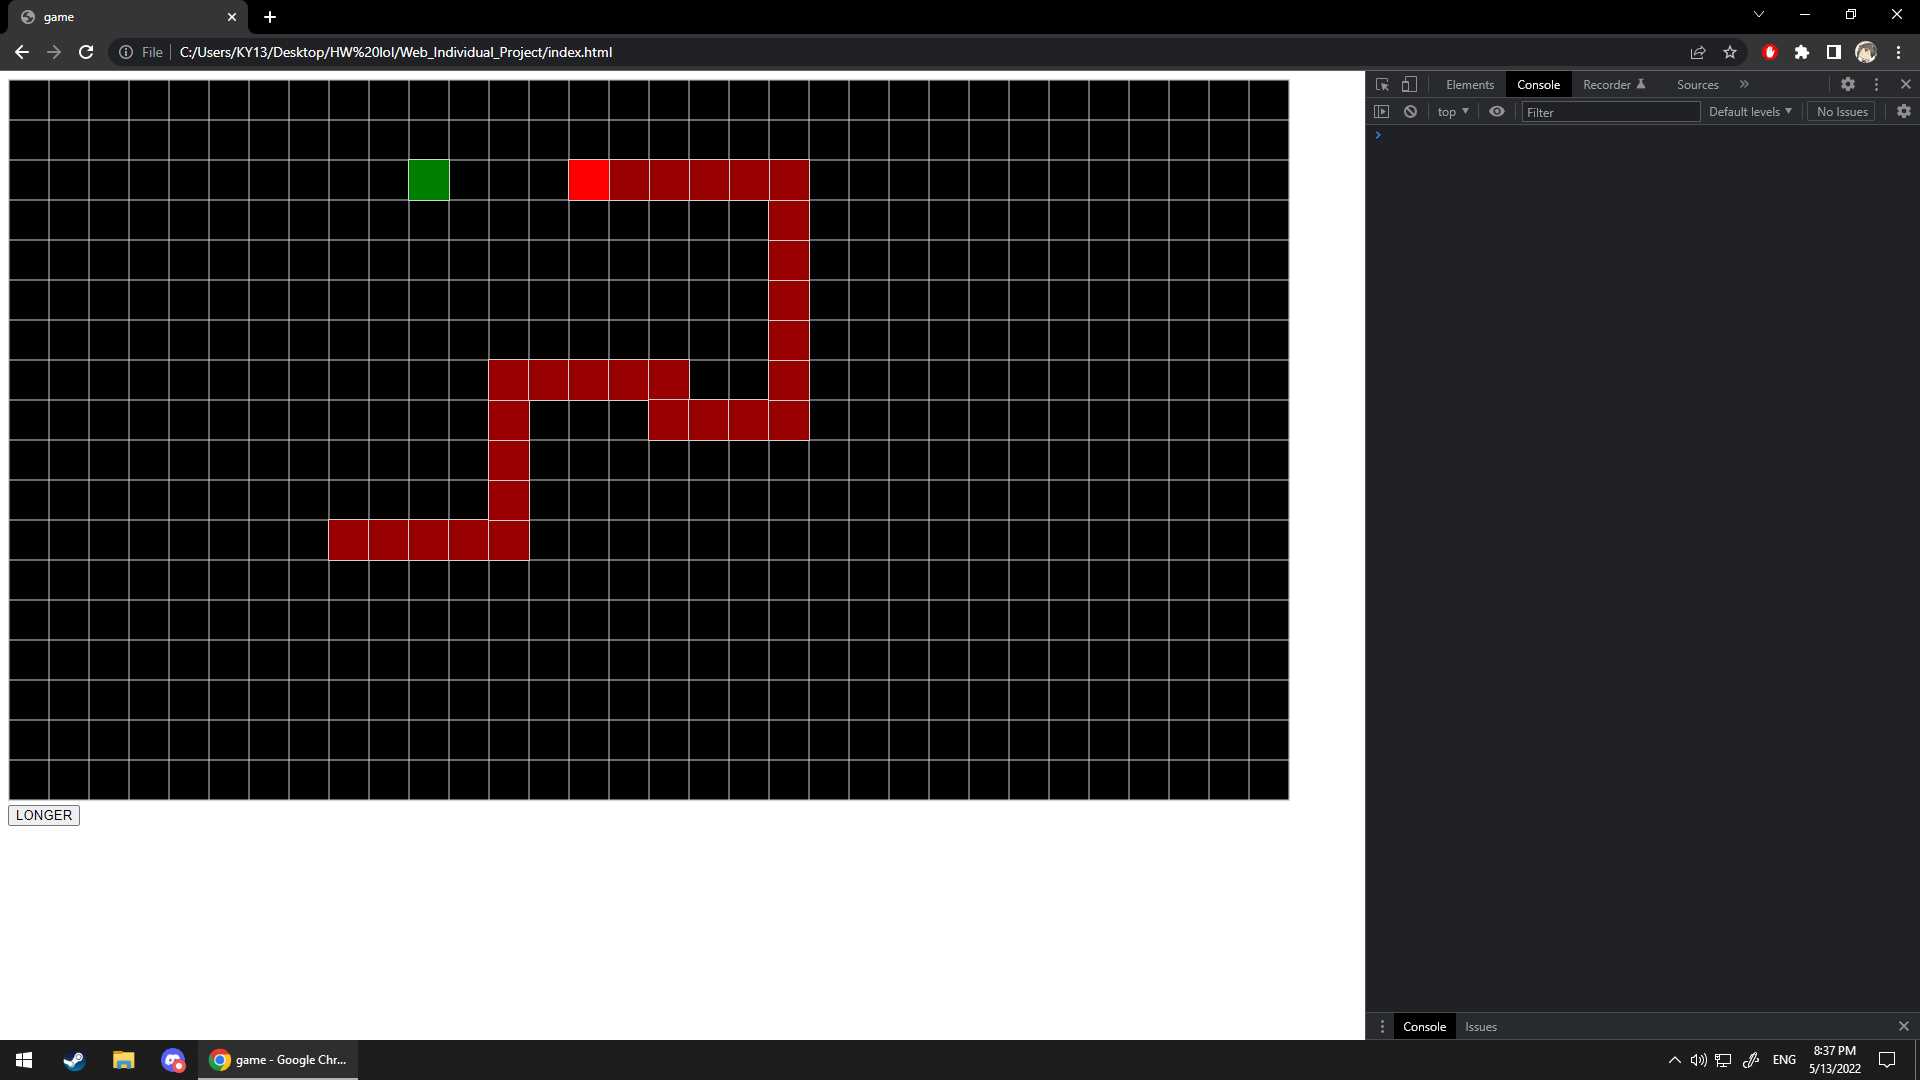 game
File
C:/Users/KY13/Desktop/HW%20lol/Web_Individual_Project/index.html
Elements
Console
Recorder
Sources
top
Filter
Default levels
No Issues
LONGER
Console
Issues
game - Google Chr...
ENG
8:37 PM
5/13/2022